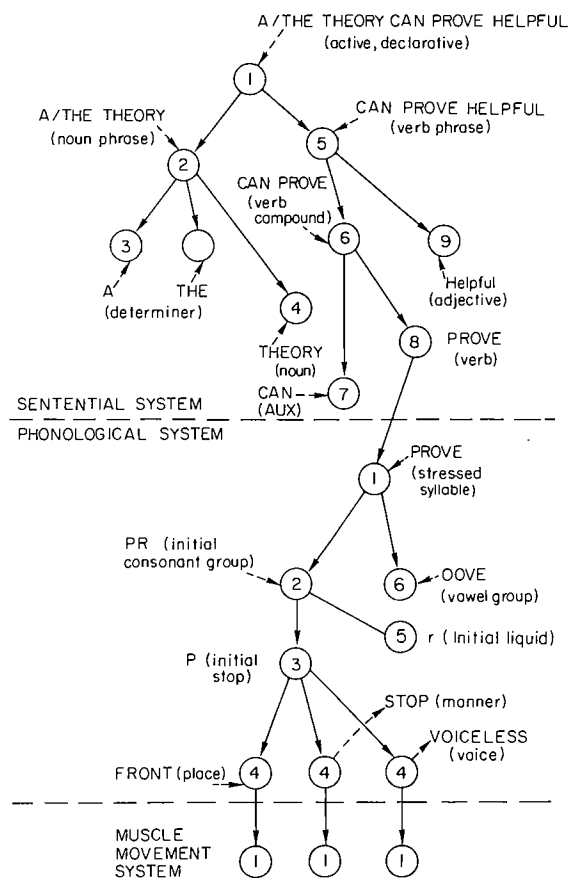 A/THE THEORY CAN PROVE HELPFUL
(active, declarative)
1
A/THE THEORY
(noun phrase)
CAN PROVE HELPFUL
(verb phrase)
2
5
CAN PROVE
(verb
compound)
3
6
9
A
THE
(determiner)
Helpful
(adjective)
4
THEORY
(noun)
8
PROVE
(verb)
CAN
(AUX)
7
SENTENTIAL SYSTEM
PHONOLOGICAL SYSTEM
1
PROVE
(stressed
syllable)
PR (initial
consonant group)
2
6
OOVE
(vowel group)
5
r (Initial liquid)
P (initial
stop)
3
STOP (manner)
VOICELESS
(voice)
FRONT (place)
4
4
4
MUSCLE
MOVEMENT
SYSTEM
1
1
1